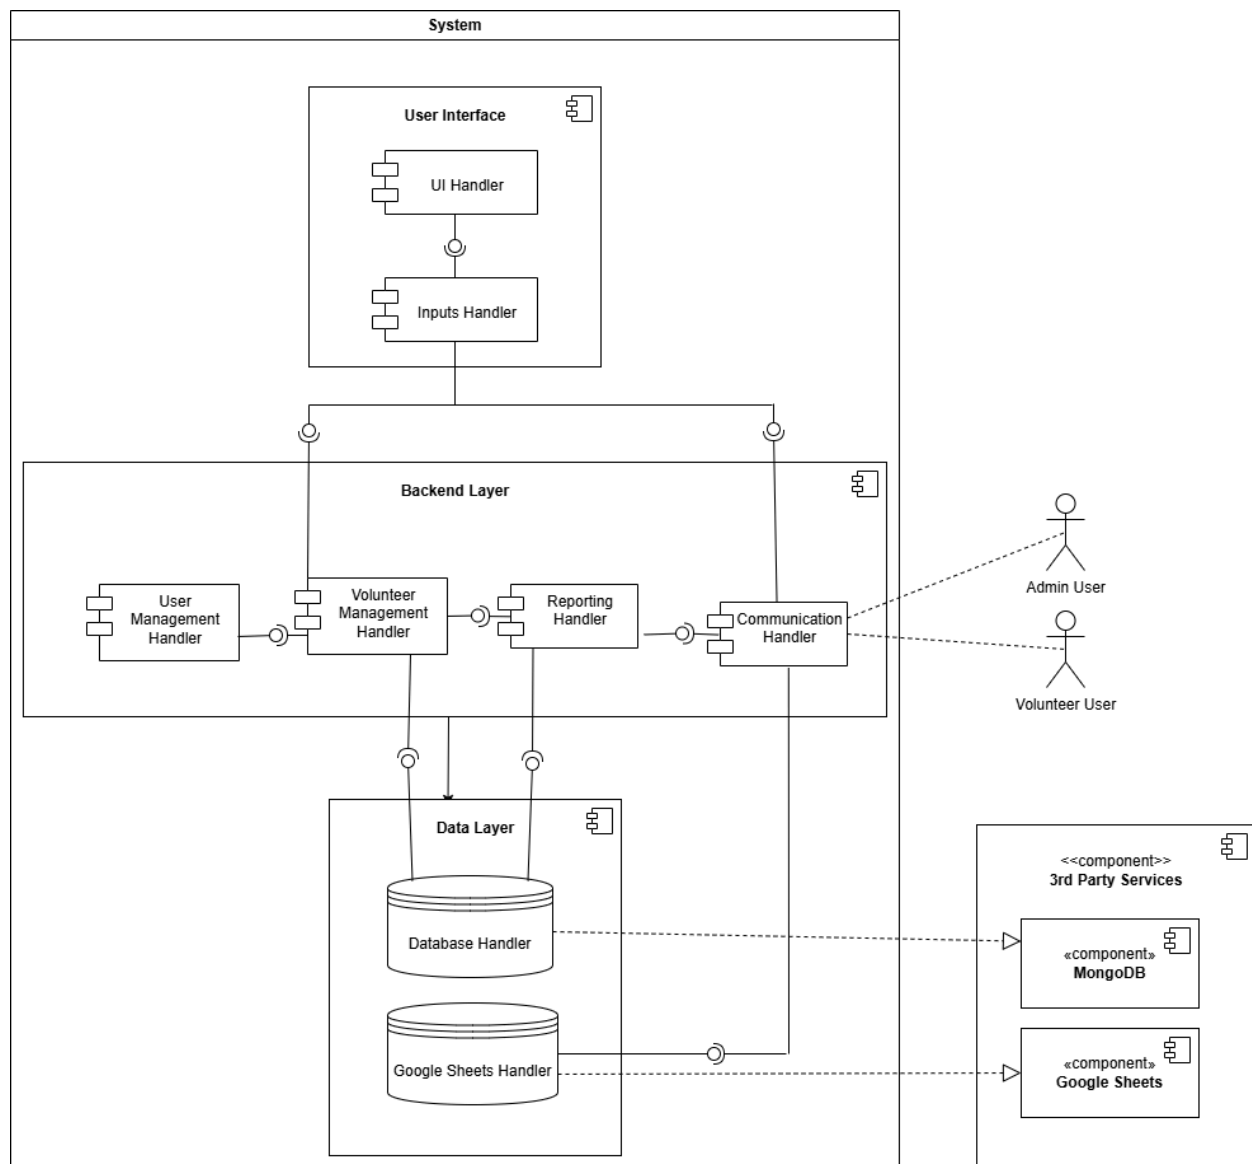 System
User Interface
UI Handler
Inputs Handler
Backend Layer
User
Management
Handler
Volunteer
Management
Handler
Reporting
Handler
Communication
Handler
Admin User
Volunteer User
Data Layer
Database Handler
Google Sheets Handler
<<component>>
3rd Party Services
«component»
MongoDB
«component»
Google Sheets